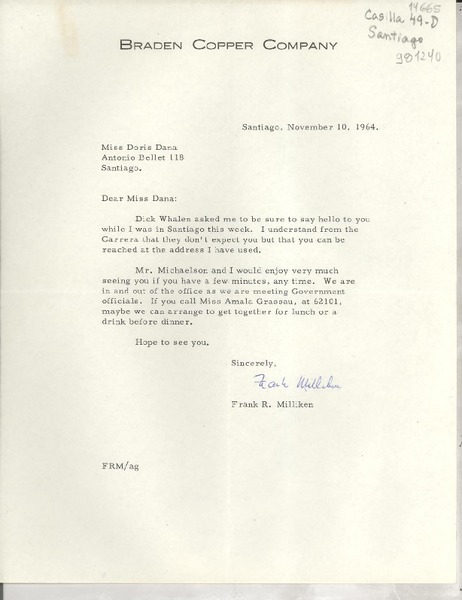 14665
Casilla 49-D
Santiago
981240
BRADEN COPPER COMPANY
Santiago, November 10, 1964.
Miss Doris Dana
Antonio Bellet 118
Santiago.
Dear Miss Dana:
Dick Whalen asked me to be sure to say hello to you
while I was in Santiago this week. I understand from the
Carrera that they don't expect you but that you can be
reached at the address I have used.
Mr. Michaelson and I would enjoy very much
seeing you if you have a few minutes, any time. We are
in and out of the office as we are meeting Government
officials. If you call Miss Amala Grassau, at 62101,
maybe we can arrange to get together for lunch or a
drink before dinner.
Hope to see you.
Sincerely,
Frank Milliken
Frank R. Milliken
FRM/ag